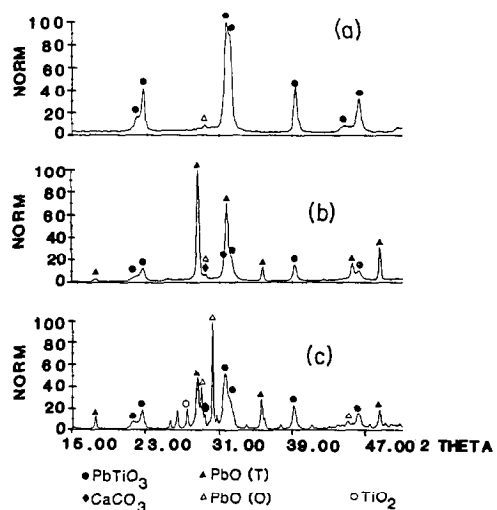 (a)
NORM
100
80
60
40
20
0
(b)
NORM
100
80
60
40
20
0
(c)
NORM
100
80
60
40
20
0
15.00 23.00 31.00 39.00 47.00 2 THETA
● PbTiO3 ▲ PbO (T)
♦ CaCO3 △ PbO (O) ○ TiO2